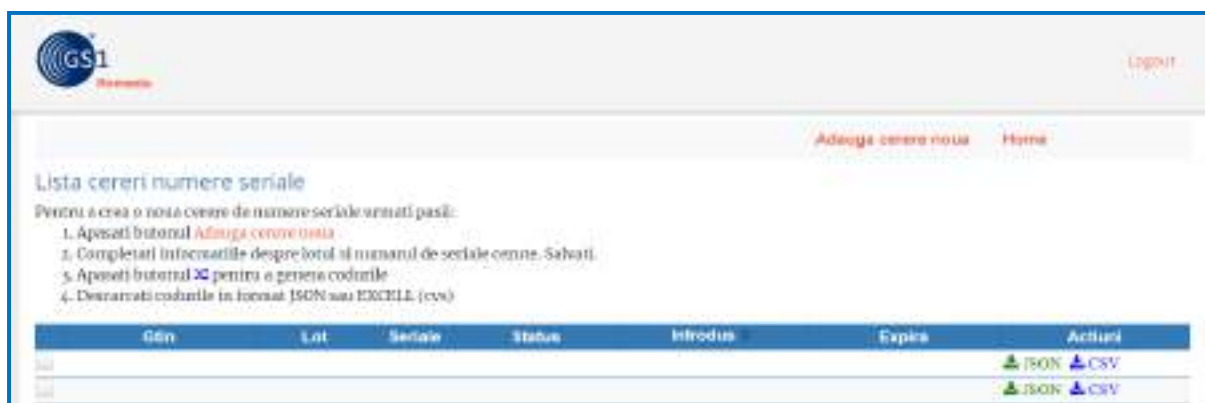 GS1
Romania
Logout
Adauga cerere noua Home
Lista cereri numere seriale
Pentru a crea o noua cerere de numere seriale urmati pasii:
1. Apasati butonul Adauga cerere noua
2. Completati informatiile despre lotul si numarul de seriale cerute. Salvati.
3. Apasati butonul pentru a genera codurile
4. Descarcati codurile in format JSON sau EXCELL (cvs)
Gtin Lot Seriale Status Introdus Expira Actiuni
JSON CSV
JSON CSV